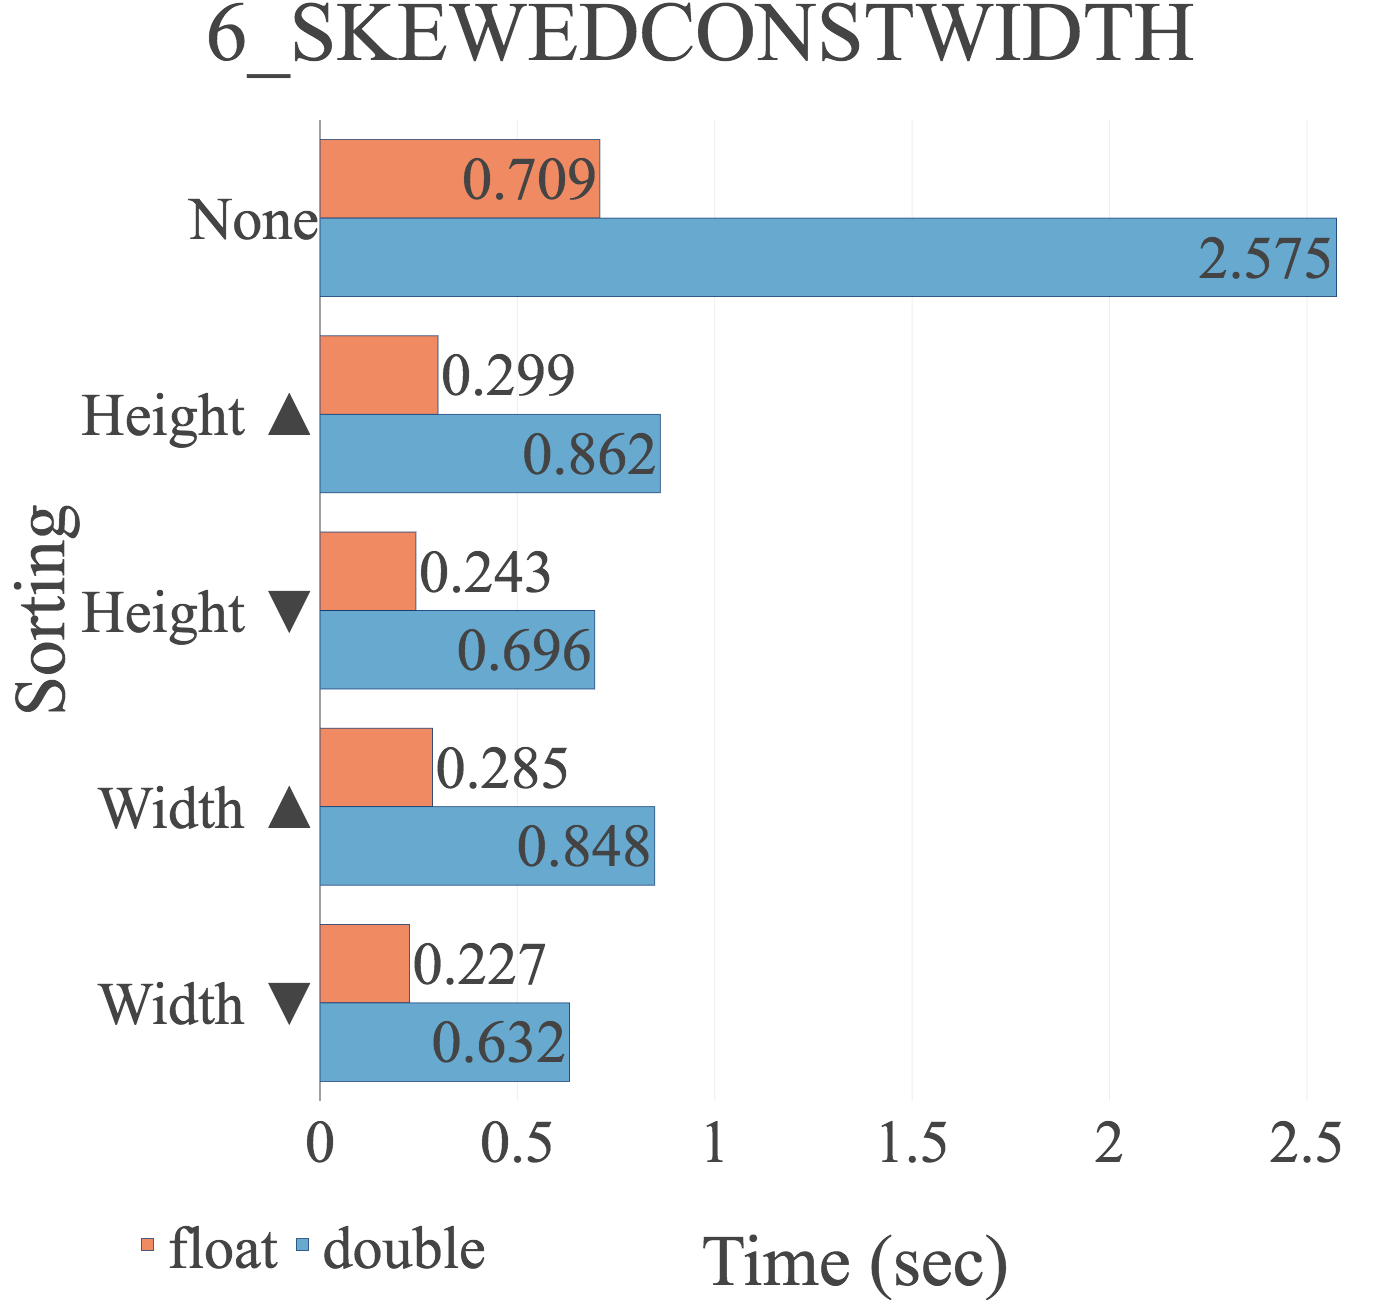 6_SKEWEDCONSTWIDTH
Sorting
None
0.709
2.575
Height ▲
0.299
0.862
Height ▼
0.243
0.696
Width ▲
0.285
0.848
Width ▼
0.227
0.632
0 0.5 1 1.5 2 2.5
float double
Time (sec)